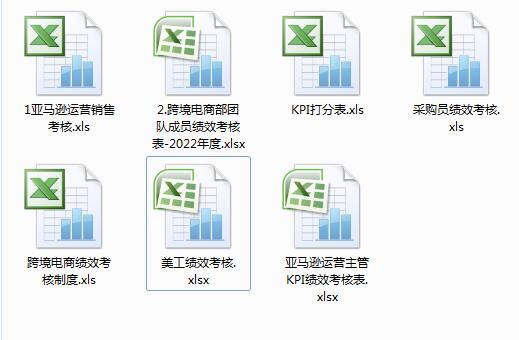 1亚马逊运营销售
考核.xls
2.跨境电商部团
队成员绩效考核
表-2022年度.xlsx
KPI打分表.xls
采购员绩效考核.
xls
跨境电商绩效考
核制度.xls
美工绩效考核.
xlsx
亚马逊运营主管
KPI绩效考核表.
xlsx